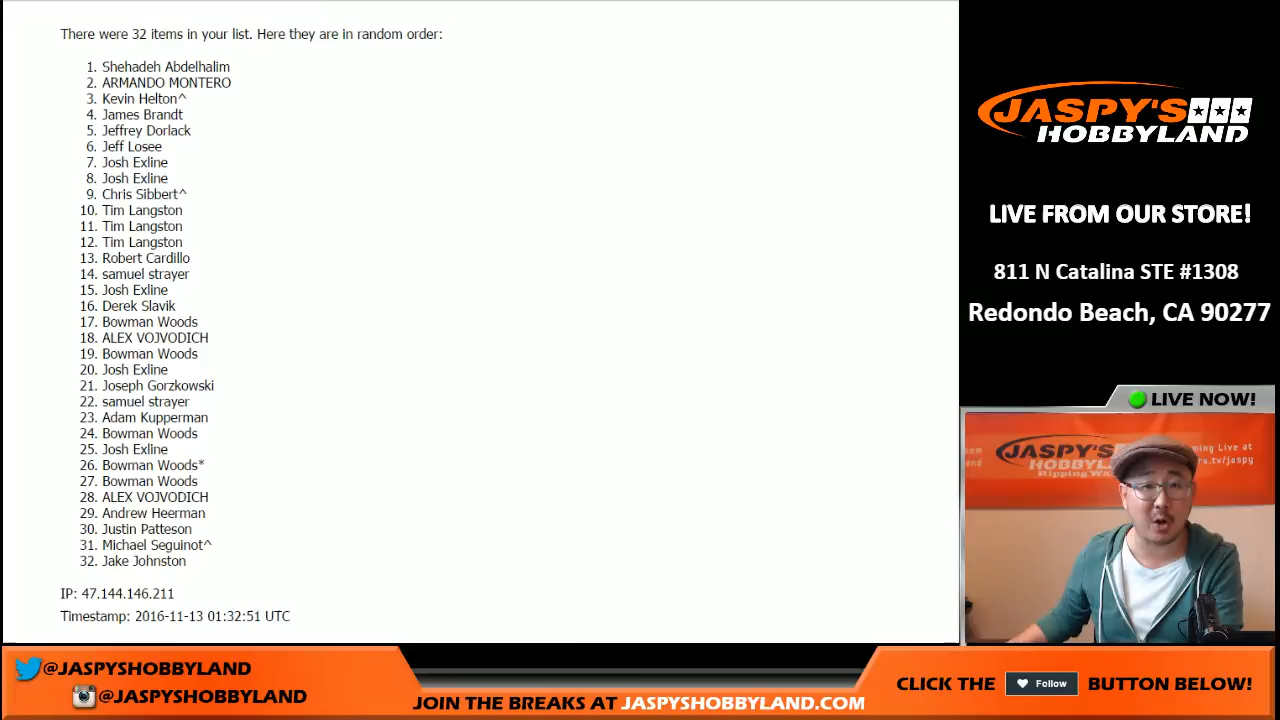 There were 32 items in your list. Here they are in random order:
1. Shehadeh Abdelhalim
2. ARMANDO MONTERO
3. Kevin Helton^
4. James Brandt
5. Jeffrey Dorlack
6. Jeff Losee
7. Josh Exline
8. Josh Exline
9. Chris Sibbert^
10. Tim Langston
11. Tim Langston
12. Tim Langston
13. Robert Cardillo
14. samuel strayer
15. Josh Exline
16. Derek Slavik
17. Bowman Woods
18. ALEX VOJVODICH
19. Bowman Woods
20. Josh Exline
21. Joseph Gorzkowski
22. samuel strayer
23. Adam Kupperman
24. Bowman Woods
25. Josh Exline
26. Bowman Woods*
27. Bowman Woods
28. ALEX VOJVODICH
29. Andrew Heerman
30. Justin Patteson
31. Michael Seguinot^
32. Jake Johnston
IP: 47.144.146.211
Timestamp: 2016-11-13 01:32:51 UTC
JASPY'S
HOBBYLAND
LIVE FROM OUR STORE!
811 N Catalina STE #1308
Redondo Beach, CA 90277
LIVE NOW!
JASPY'S
HOBBYLAND
Live at
rs.tv/jaspy
@JASPYSHOBBYLAND
@JASPYSHOBBYLAND
JOIN THE BREAKS AT JASPYSHOBBYLAND.COM
CLICK THE Follow BUTTON BELOW!